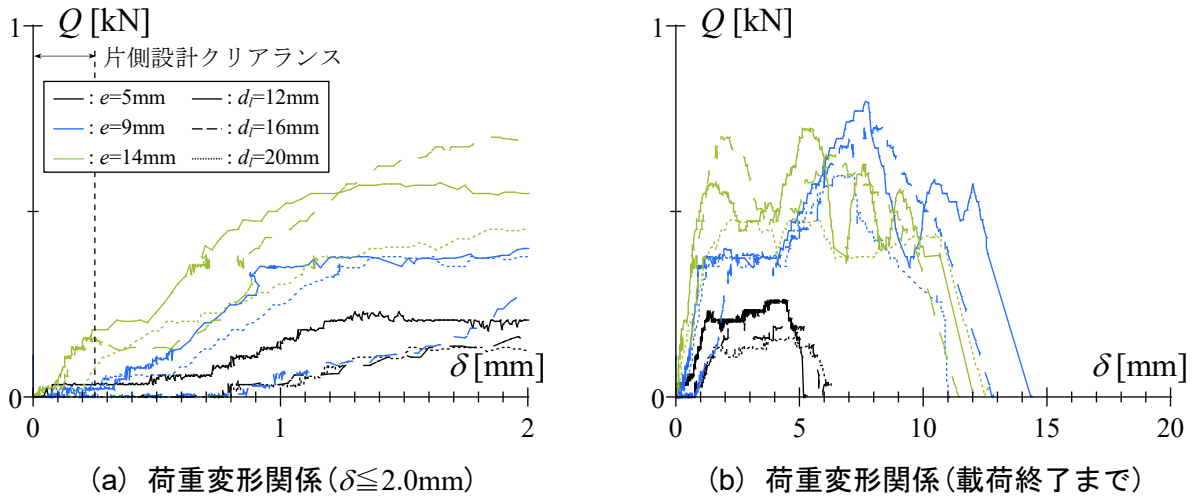 Q [kN]
1
片側設計クリアランス
: e=5mm : dl=12mm
: e=9mm : dl=16mm
: e=14mm : dl=20mm
δ [mm]
0
0 1 2
(a) 荷重変形関係(δ≦2.0mm)
Q [kN]
1
δ [mm]
0
0 5 10 15 20
(b) 荷重変形関係(載荷終了まで)